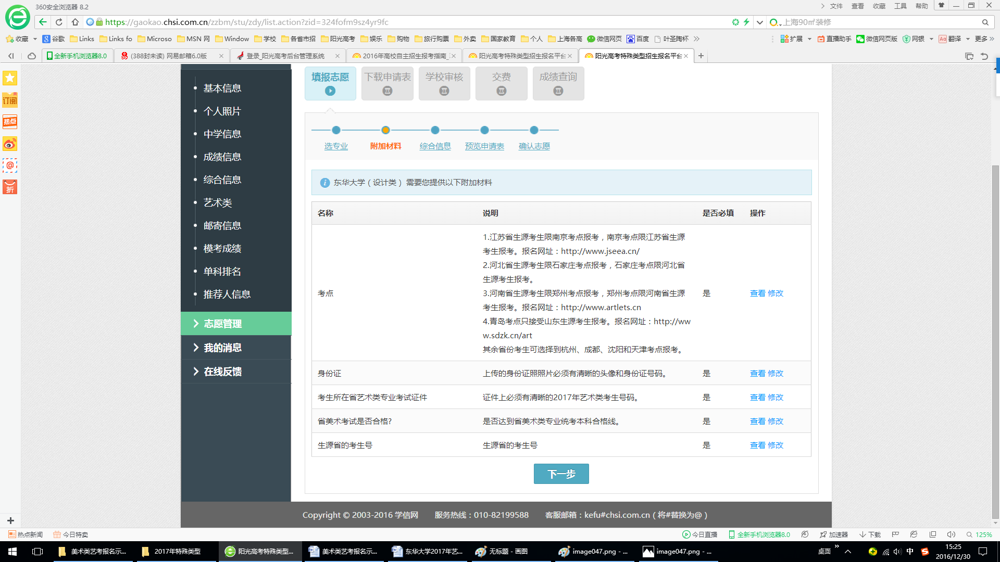 360安全浏览器 8.2
文件 查看 收藏 工具 帮助
https://gaokao.chsi.com.cn/zzbm/stu/zdy/list.action?zid=324fofm9sz4yr9fc
上海90㎡装修
收藏 谷歌 Links Links fo Microso MSN 网 Window 学校 各省市招 阳光高考 娱乐 购物 旅行购票 外卖 国家教育 个人 上海各高 微信网页 百度 叶圣陶杯 扩展 直播助手 微信网页版 网银 翻译 更多
全新手机浏览器8.0 (388封未读) 网易邮箱6.0版 登录_阳光高考后台管理系统 2016年高校自主招生报考指南_ 阳光高考特殊类型招生报名平台 阳光高考特殊类型招生报名平台
订阅
热点
折
基本信息
个人照片
中学信息
成绩信息
综合信息
艺术类
邮寄信息
模考成绩
单科排名
推荐人信息
志愿管理
我的消息
在线反馈
填报志愿 下载申请表 学校审核 交费 成绩查询
选专业 附加材料 综合信息 预览申请表 确认志愿
东华大学（设计类） 需要您提供以下附加材料
名称 说明 是否必填 操作
1.江苏省生源考生限南京考点报考，南京考点限江苏省生源
考生报考。报名网址：http://www.jseea.cn/
2.河北省生源考生限石家庄考点报考，石家庄考点限河北省
生源考生报考。
考点 3.河南省生源考生限郑州考点报考，郑州考点限河南省生源 是 查看 修改
考生报考。报名网址：http://www.artlets.cn
4.青岛考点只接受山东生源考生报考。报名网址：http://ww
w.sdzk.cn/art
其余省份考生可选择到杭州、成都、沈阳和天津考点报考。
身份证 上传的身份证照照片必须有清晰的头像和身份证号码。 是 查看 修改
考生所在省艺术类专业考试证件 证件上必须有清晰的2017年艺术类考生号码。 是 查看 修改
省美术考试是否合格? 是否达到省美术类专业统考本科合格线。 是 查看 修改
生源省的考生号 生源省的考生号 是 查看 修改
下一步
Copyright © 2003-2016 学信网 服务热线：010-82199588 客服邮箱：kefu#chsi.com.cn（将#替换为@）
热点新闻 今日特卖 今日直播 全新手机浏览器8.0 加速器 下载 125%
美术类艺考报名示... 2017年特殊类型 阳光高考特殊类型... 美术类艺考报名示... 东华大学2017年艺... 无标题 - 画图 image047.png - ... image047.png - ... 桌面 中 15:25
2016/12/30